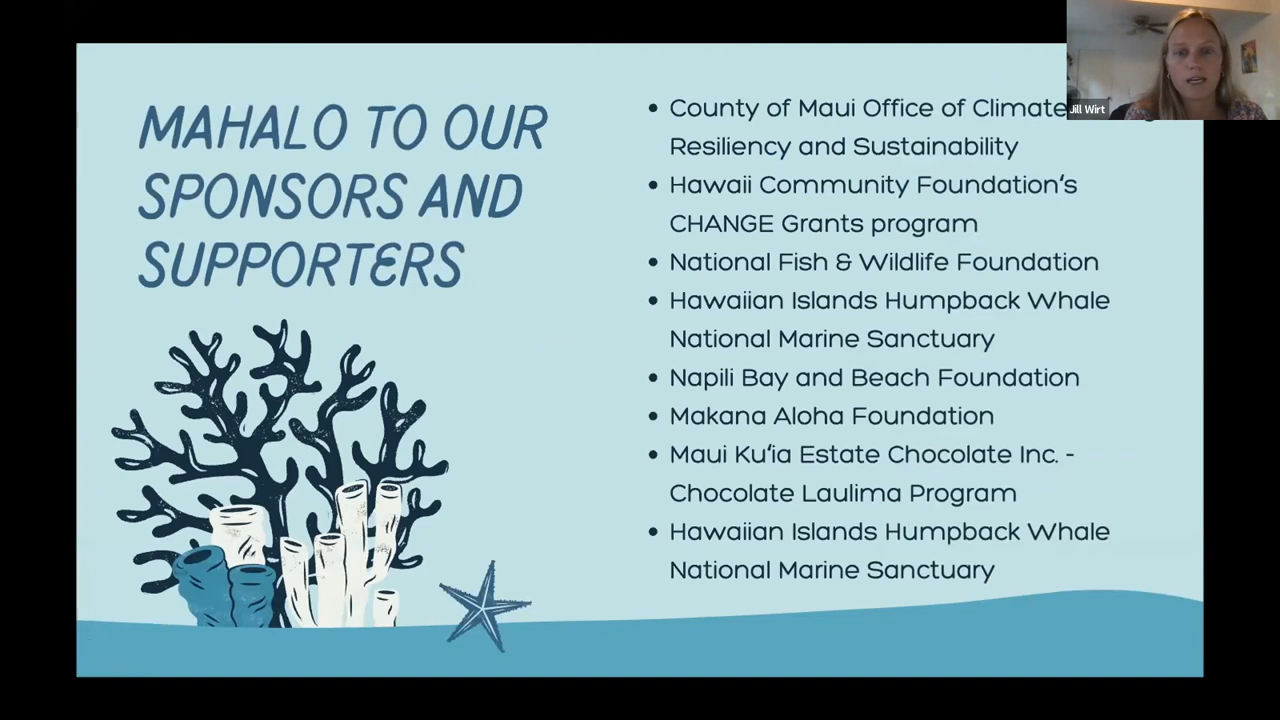 MAHALO TO OUR
SPONSORS AND
SUPPORTERS
• County of Maui Office of Climate
Resiliency and Sustainability
• Hawaii Community Foundation's
CHANGE Grants program
• National Fish & Wildlife Foundation
• Hawaiian Islands Humpback Whale
National Marine Sanctuary
• Napili Bay and Beach Foundation
• Makana Aloha Foundation
• Maui Ku'ia Estate Chocolate Inc. -
Chocolate Laulima Program
• Hawaiian Islands Humpback Whale
National Marine Sanctuary
Jill Wirt